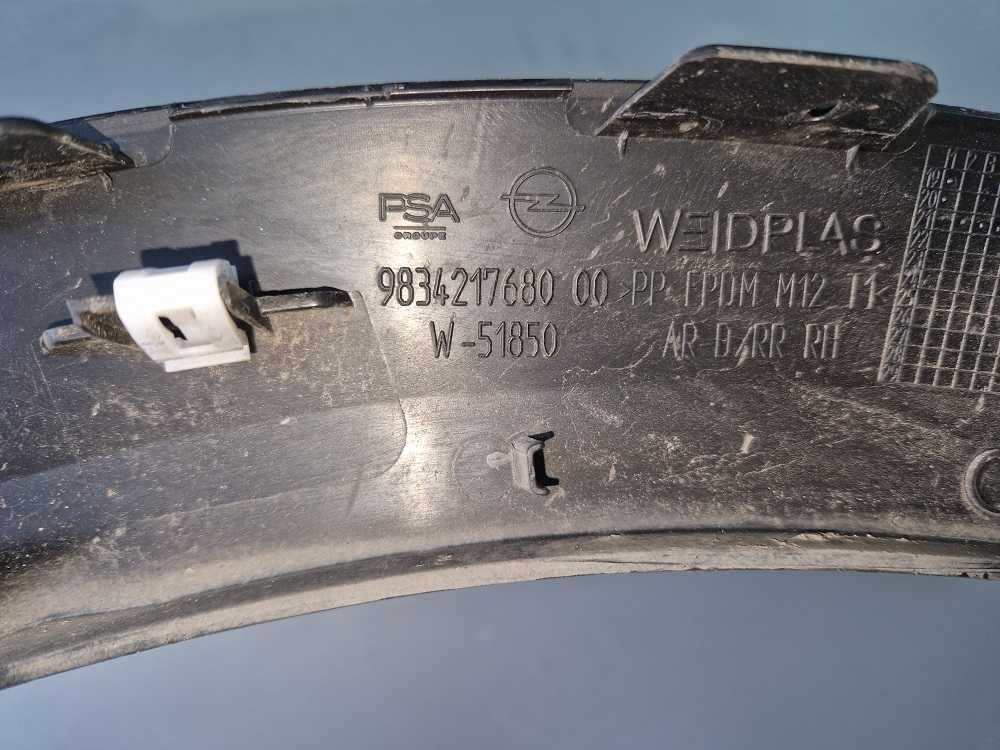 PSA
GROUPE
WEIDPLAS
9834217680 00 >PP EPDM M12 T1<
W-51850 AR D/RR RH